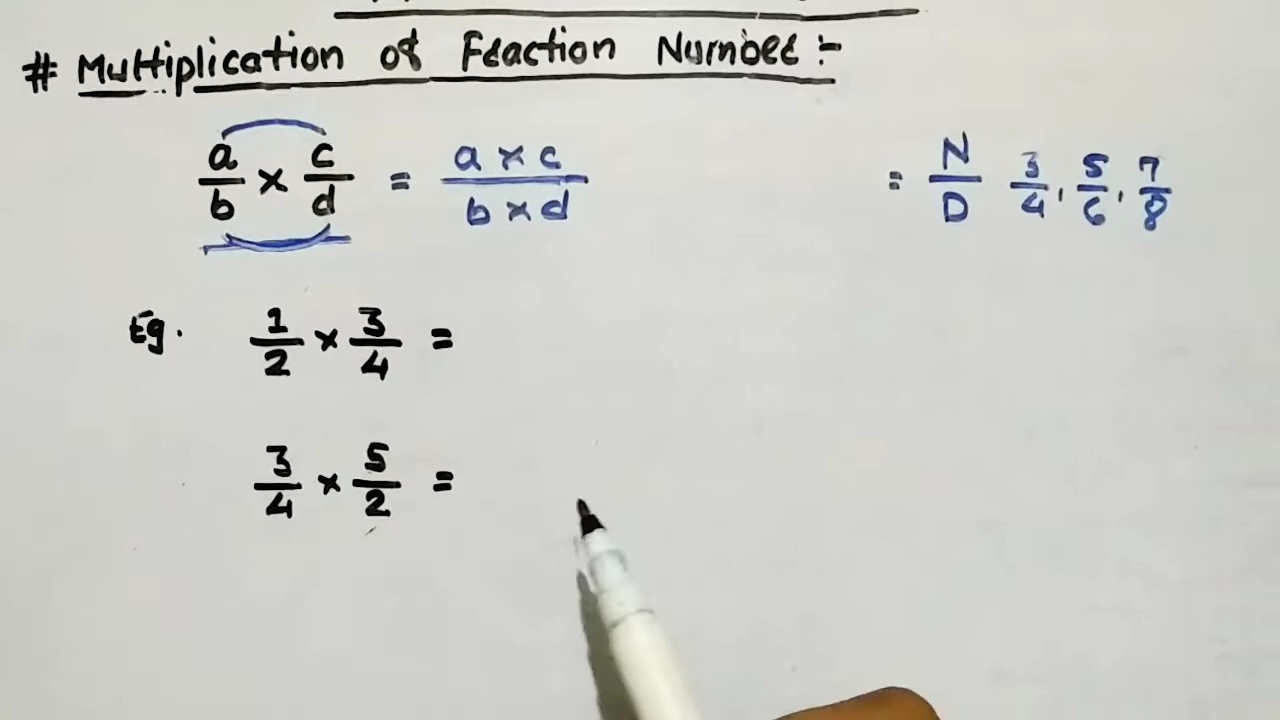 # Multiplication of Fraction Number :-
a/b × c/d = a × c / b × d = N/D 3/4, 5/6, 7/8
Eg. 1/2 × 3/4 =
3/4 × 5/2 =